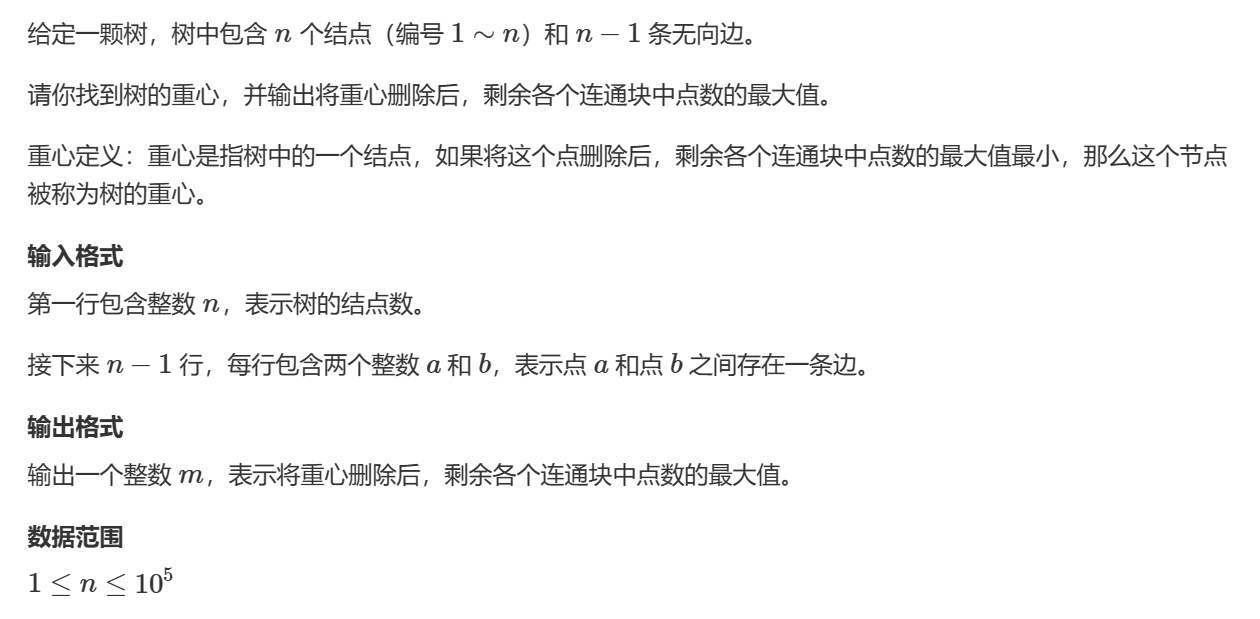 给定一颗树，树中包含 n 个结点（编号 1 ∼ n）和 n − 1 条无向边。
请你找到树的重心，并输出将重心删除后，剩余各个连通块中点数的最大值。
重心定义：重心是指树中的一个结点，如果将这个点删除后，剩余各个连通块中点数的最大值最小，那么这个节点
被称为树的重心。
输入格式
第一行包含整数 n，表示树的结点数。
接下来 n − 1 行，每行包含两个整数 a 和 b，表示点 a 和点 b 之间存在一条边。
输出格式
输出一个整数 m，表示将重心删除后，剩余各个连通块中点数的最大值。
数据范围
1 ≤ n ≤ 10⁵